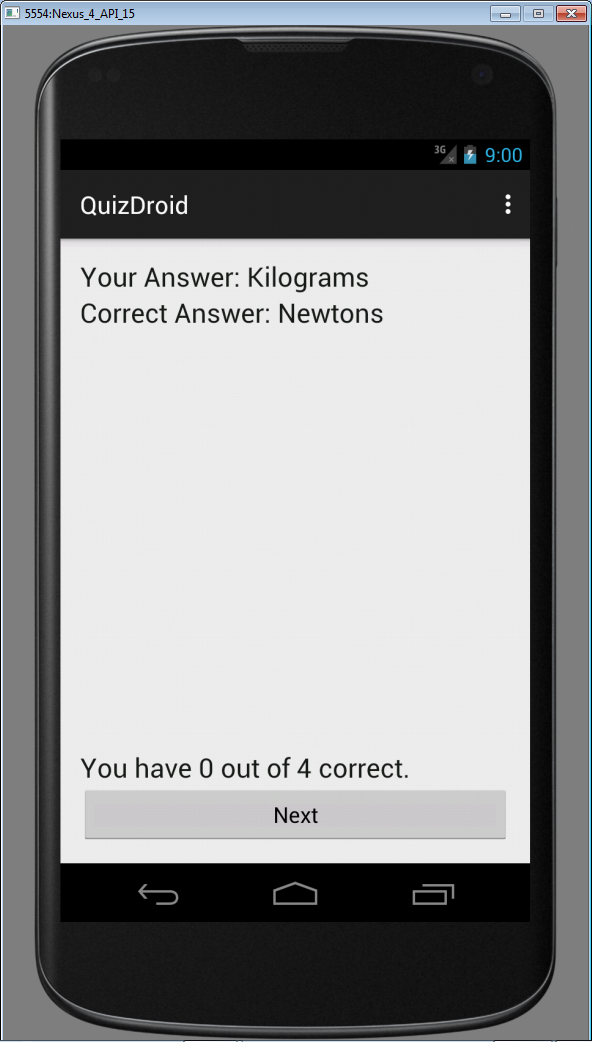 5554:Nexus_4_API_15
3G 9:00
QuizDroid
Your Answer: Kilograms
Correct Answer: Newtons
You have 0 out of 4 correct.
Next